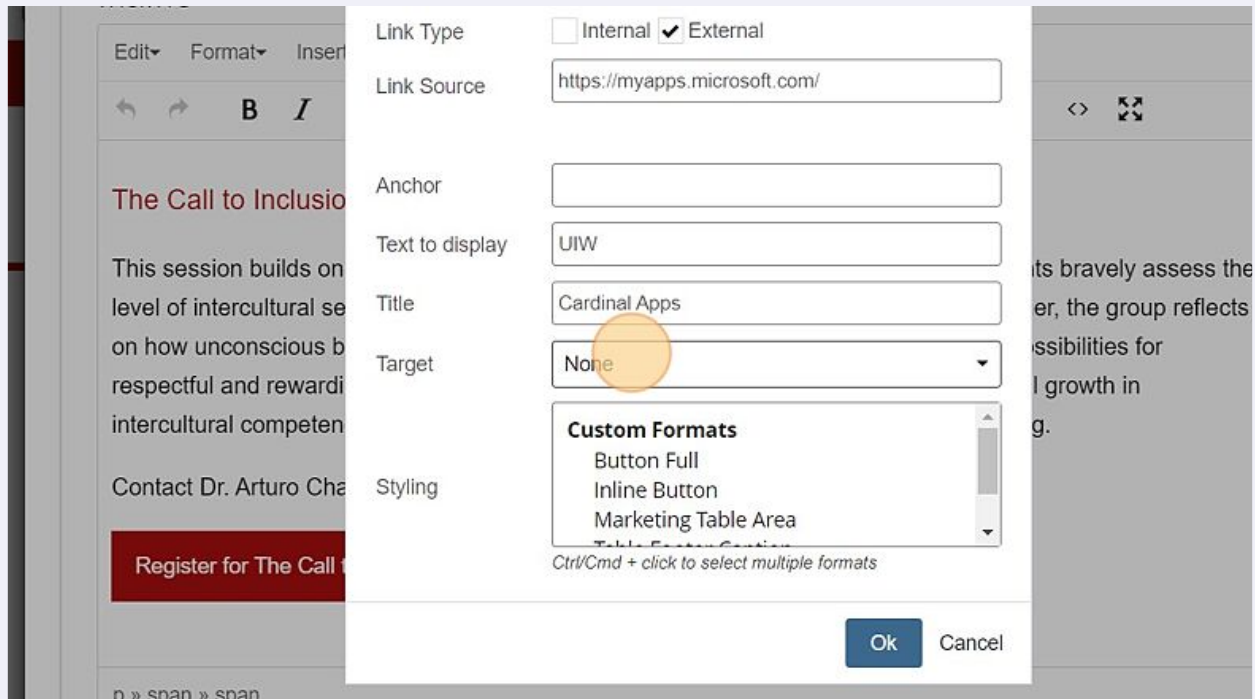 Link Type Internal External
Edit Format Insert
Link Source https://myapps.microsoft.com/
B I <>
Anchor
The Call to Inclusio
Text to display UIW
This session builds on ts bravely assess the
Title Cardinal Apps
level of intercultural se er, the group reflects
on how unconscious b ssibilities for
Target None
respectful and rewardi l growth in
intercultural competen g.
Custom Formats
Button Full
Contact Dr. Arturo Cha
Styling
Inline Button
Marketing Table Area
Table Footer Caption
Register for The Call t
Ctrl/Cmd + click to select multiple formats
Ok Cancel
p » span » span